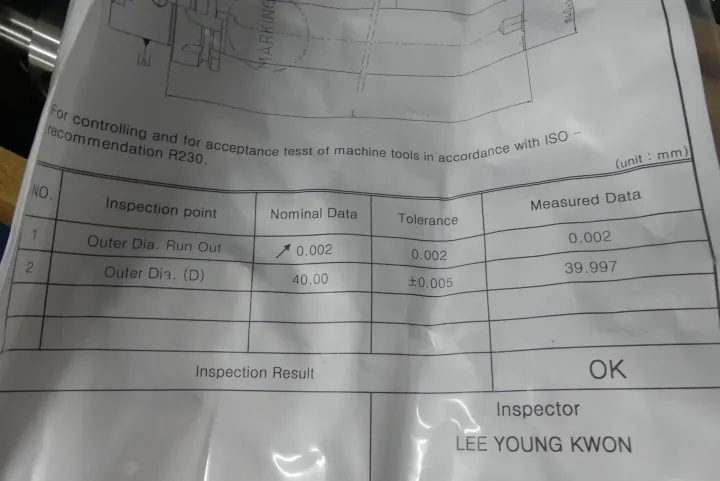 MARKING
A
L
For controlling and for acceptance tesst of machine tools in accordance with ISO -
recommendation R230.
(unit : mm)
NO. Inspection point Nominal Data Tolerance Measured Data
1 Outer Dia. Run Out ↗ 0.002 0.002 0.002
2 Outer Dia. (D) 40.00 ±0.005 39.997
Inspection Result OK
Inspector
LEE YOUNG KWON